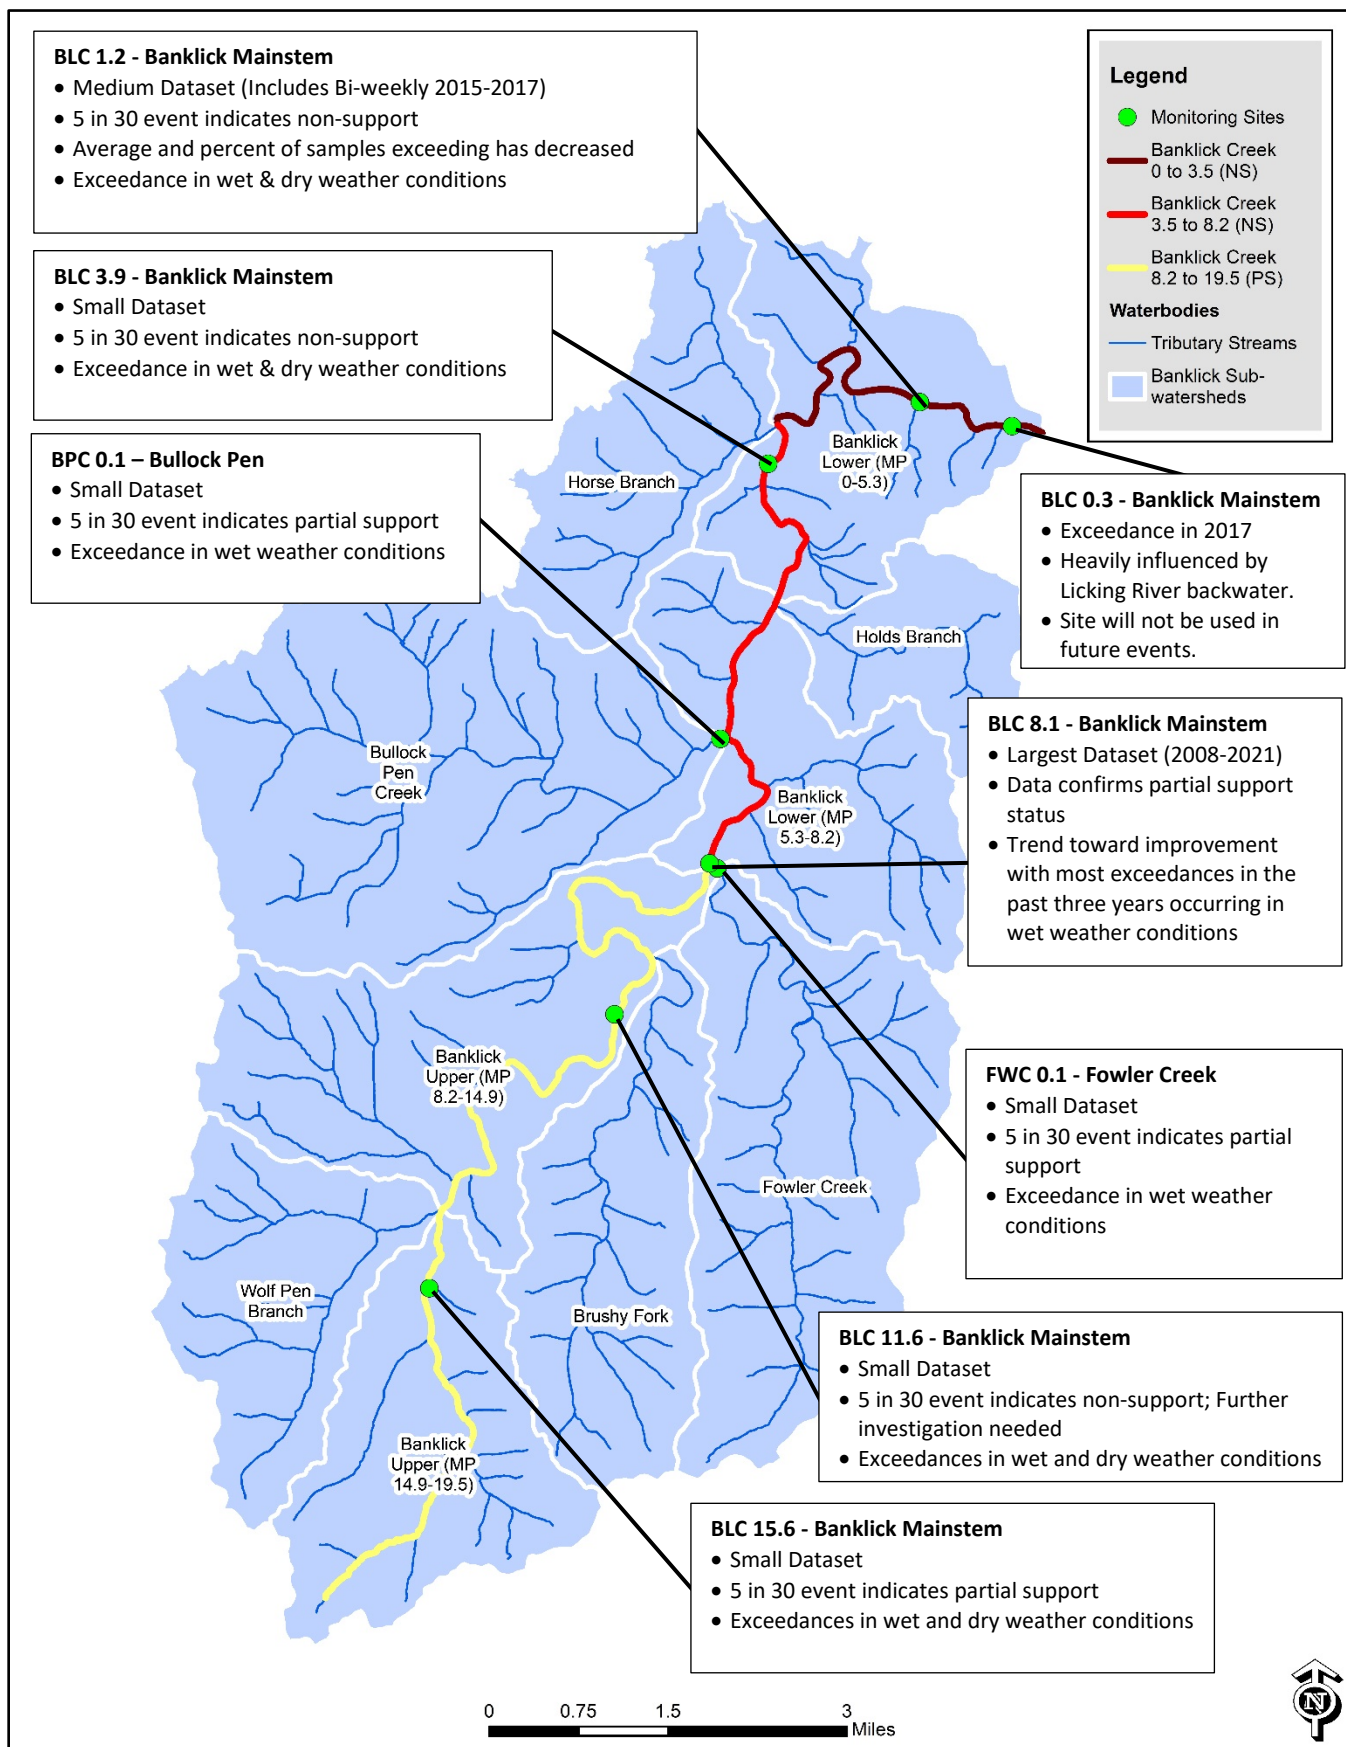 BLC 1.2 - Banklick Mainstem
• Medium Dataset (Includes Bi-weekly 2015-2017)
• 5 in 30 event indicates non-support
• Average and percent of samples exceeding has decreased
• Exceedance in wet & dry weather conditions
Legend
Monitoring Sites
Banklick Creek
0 to 3.5 (NS)
Banklick Creek
3.5 to 8.2 (NS)
Banklick Creek
8.2 to 19.5 (PS)
Waterbodies
Tributary Streams
Banklick Sub-
watersheds
BLC 3.9 - Banklick Mainstem
• Small Dataset
• 5 in 30 event indicates non-support
• Exceedance in wet & dry weather conditions
BPC 0.1 – Bullock Pen
• Small Dataset
• 5 in 30 event indicates partial support
• Exceedance in wet weather conditions
Horse Branch
Banklick
Lower (MP
0-5.3)
BLC 0.3 - Banklick Mainstem
• Exceedance in 2017
• Heavily influenced by
Licking River backwater.
• Site will not be used in
future events.
Holds Branch
Bullock
Pen
Creek
Banklick
Lower (MP
5.3-8.2)
BLC 8.1 - Banklick Mainstem
• Largest Dataset (2008-2021)
• Data confirms partial support
status
• Trend toward improvement
with most exceedances in the
past three years occurring in
wet weather conditions
Banklick
Upper (MP
8.2-14.9)
FWC 0.1 - Fowler Creek
• Small Dataset
• 5 in 30 event indicates partial
support
• Exceedance in wet weather
conditions
Fowler Creek
Wolf Pen
Branch
Brushy Fork
BLC 11.6 - Banklick Mainstem
• Small Dataset
• 5 in 30 event indicates non-support; Further
investigation needed
• Exceedances in wet and dry weather conditions
Banklick
Upper (MP
14.9-19.5)
BLC 15.6 - Banklick Mainstem
• Small Dataset
• 5 in 30 event indicates partial support
• Exceedances in wet and dry weather conditions
0 0.75 1.5 3
Miles
N